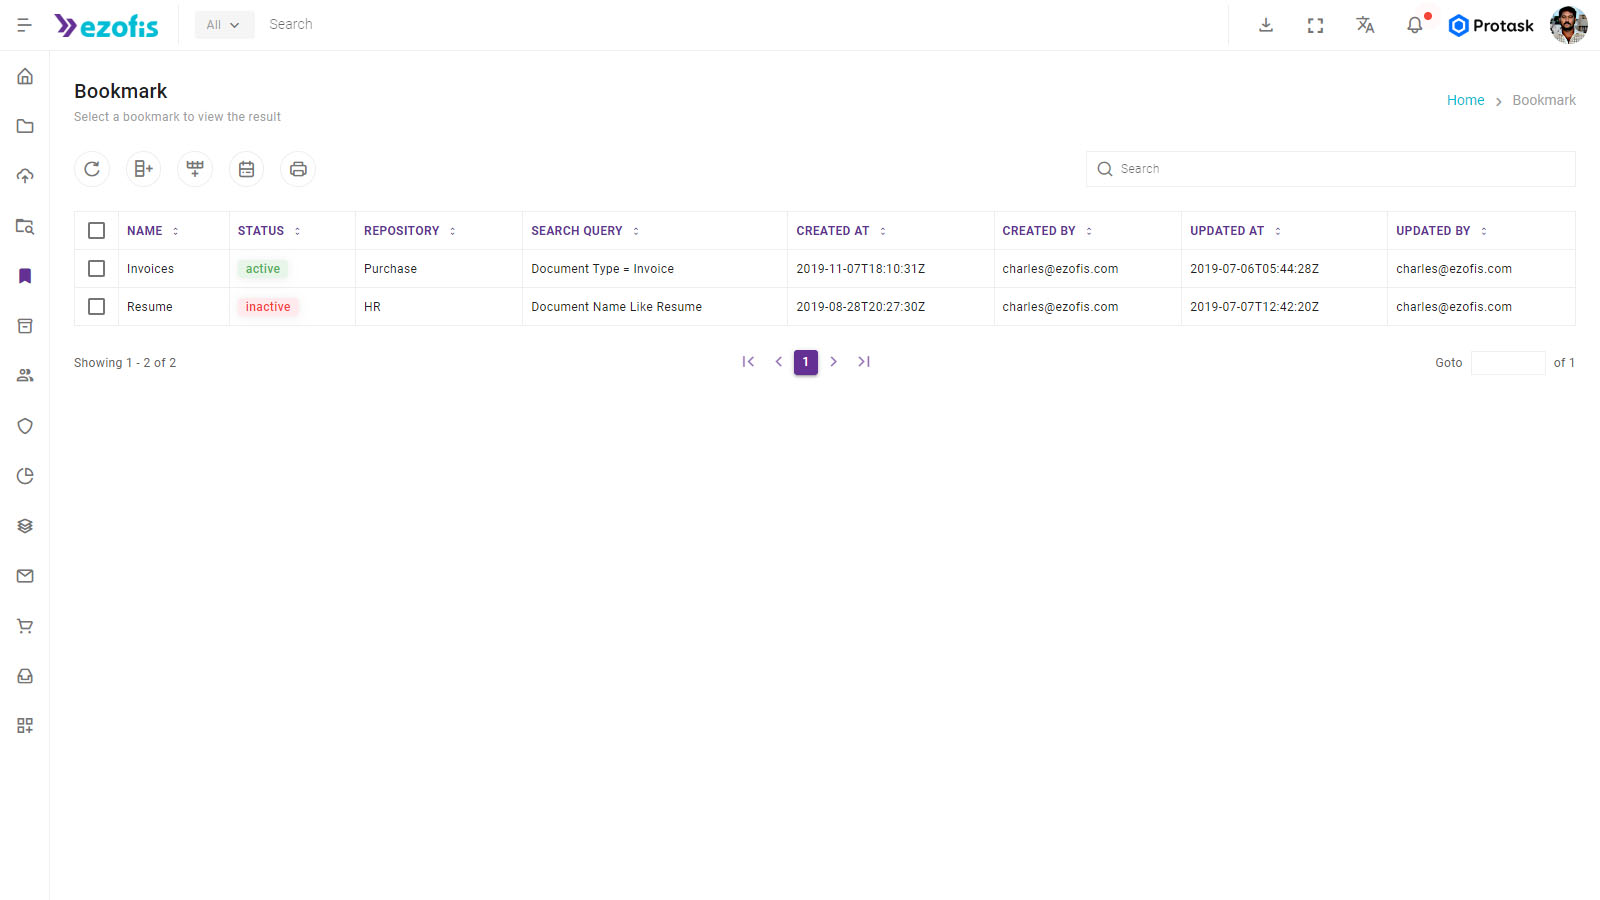 ezofis
All
Search
Protask
Bookmark
Select a bookmark to view the result
Home > Bookmark
Search
NAME STATUS REPOSITORY SEARCH QUERY CREATED AT CREATED BY UPDATED AT UPDATED BY
Invoices active Purchase Document Type = Invoice 2019-11-07T18:10:31Z charles@ezofis.com 2019-07-06T05:44:28Z charles@ezofis.com
Resume inactive HR Document Name Like Resume 2019-08-28T20:27:30Z charles@ezofis.com 2019-07-07T12:42:20Z charles@ezofis.com
Showing 1 - 2 of 2
1
Goto of 1